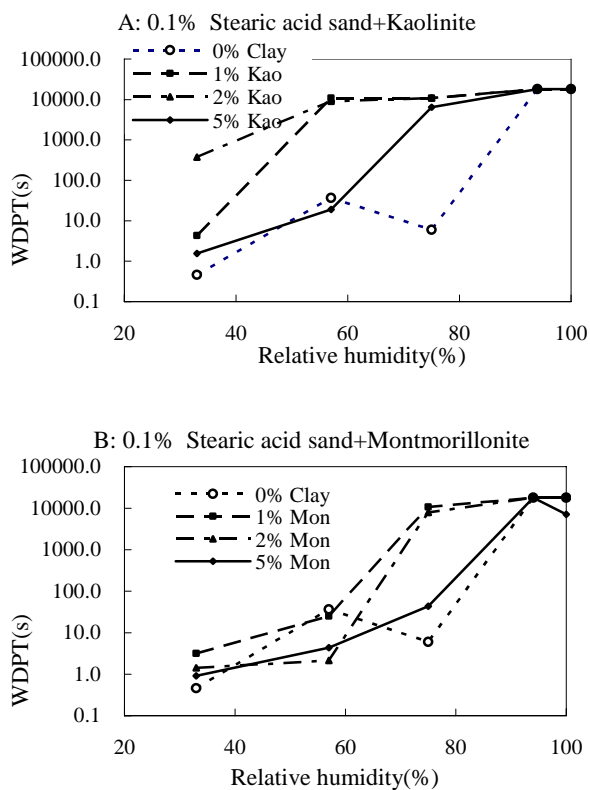 A: 0.1% Stearic acid sand+Kaolinite
0% Clay
1% Kao
2% Kao
5% Kao
100000.0
10000.0
1000.0
100.0
10.0
1.0
0.1
WDPT(s)
20 40 60 80 100
Relative humidity(%)
B: 0.1% Stearic acid sand+Montmorillonite
0% Clay
1% Mon
2% Mon
5% Mon
100000.0
10000.0
1000.0
100.0
10.0
1.0
0.1
WDPT(s)
20 40 60 80 100
Relative humidity(%)